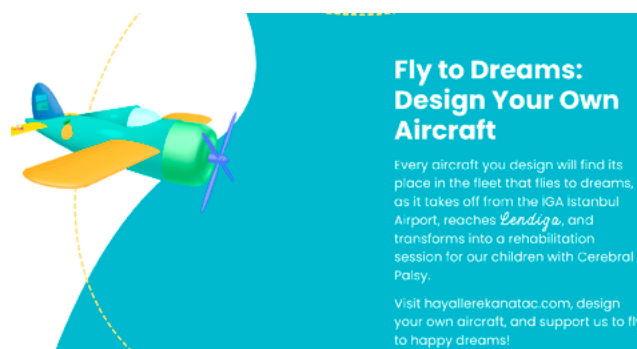 Fly to Dreams:
Design Your Own
Aircraft
Every aircraft you design will find its
place in the fleet that flies to dreams,
as it takes off from the IGA Istanbul
Airport, reaches Lendiga, and
transforms into a rehabilitation
session for our children with Cerebral
Palsy.
Visit hayallerekanatac.com, design
your own aircraft, and support us to fly
to happy dreams!